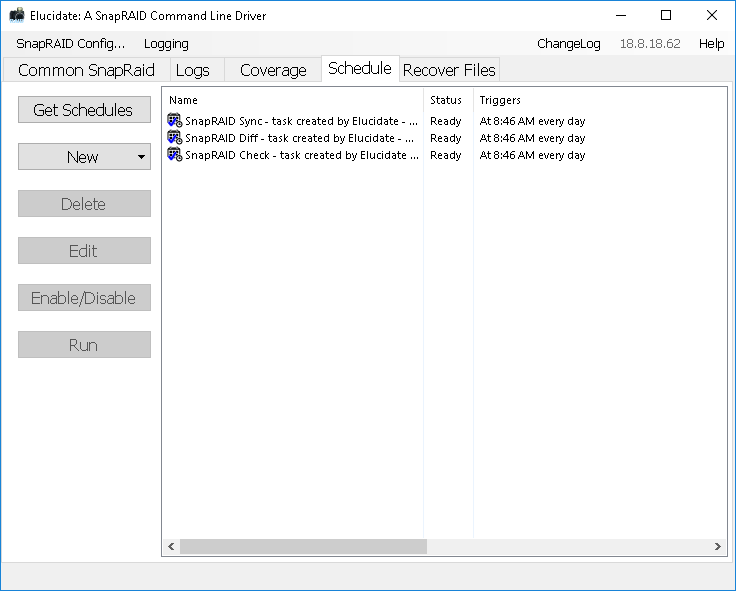 Elucidate: A SnapRAID Command Line Driver
SnapRAID Config... Logging ChangeLog 18.8.18.62 Help
Common SnapRaid Logs Coverage Schedule Recover Files
Get Schedules
New
Delete
Edit
Enable/Disable
Run
Name Status Triggers
SnapRAID Sync - task created by Elucidate - ... Ready At 8:46 AM every day
SnapRAID Diff - task created by Elucidate - ... Ready At 8:46 AM every day
SnapRAID Check - task created by Elucidate ... Ready At 8:46 AM every day